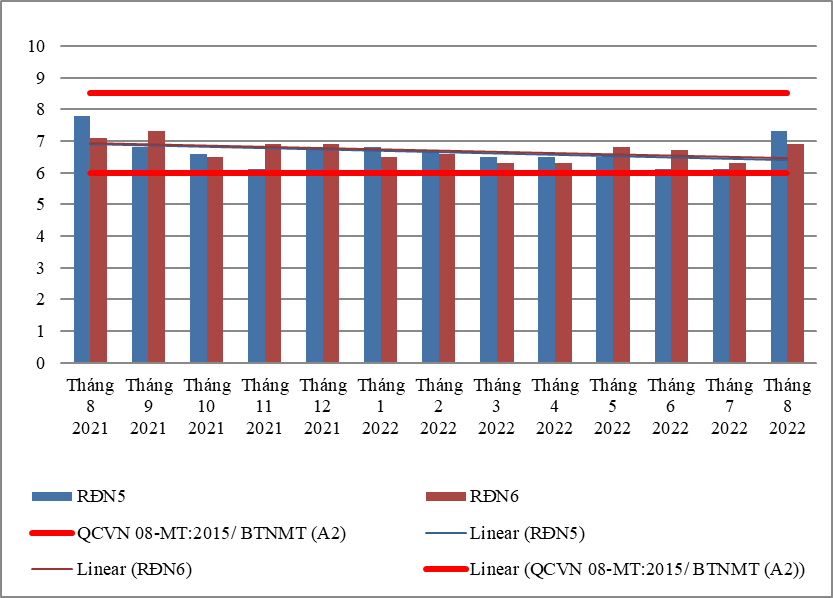 10
9
8
7
6
5
4
3
2
1
0
Tháng Tháng Tháng Tháng Tháng Tháng Tháng Tháng Tháng Tháng Tháng Tháng Tháng
8 9 10 11 12 1 2 3 4 5 6 7 8
2021 2021 2021 2021 2021 2022 2022 2022 2022 2022 2022 2022 2022
RĐN5 RĐN6
QCVN 08-MT:2015/ BTNMT (A2) Linear (RĐN5)
Linear (RĐN6) Linear (QCVN 08-MT:2015/ BTNMT (A2))